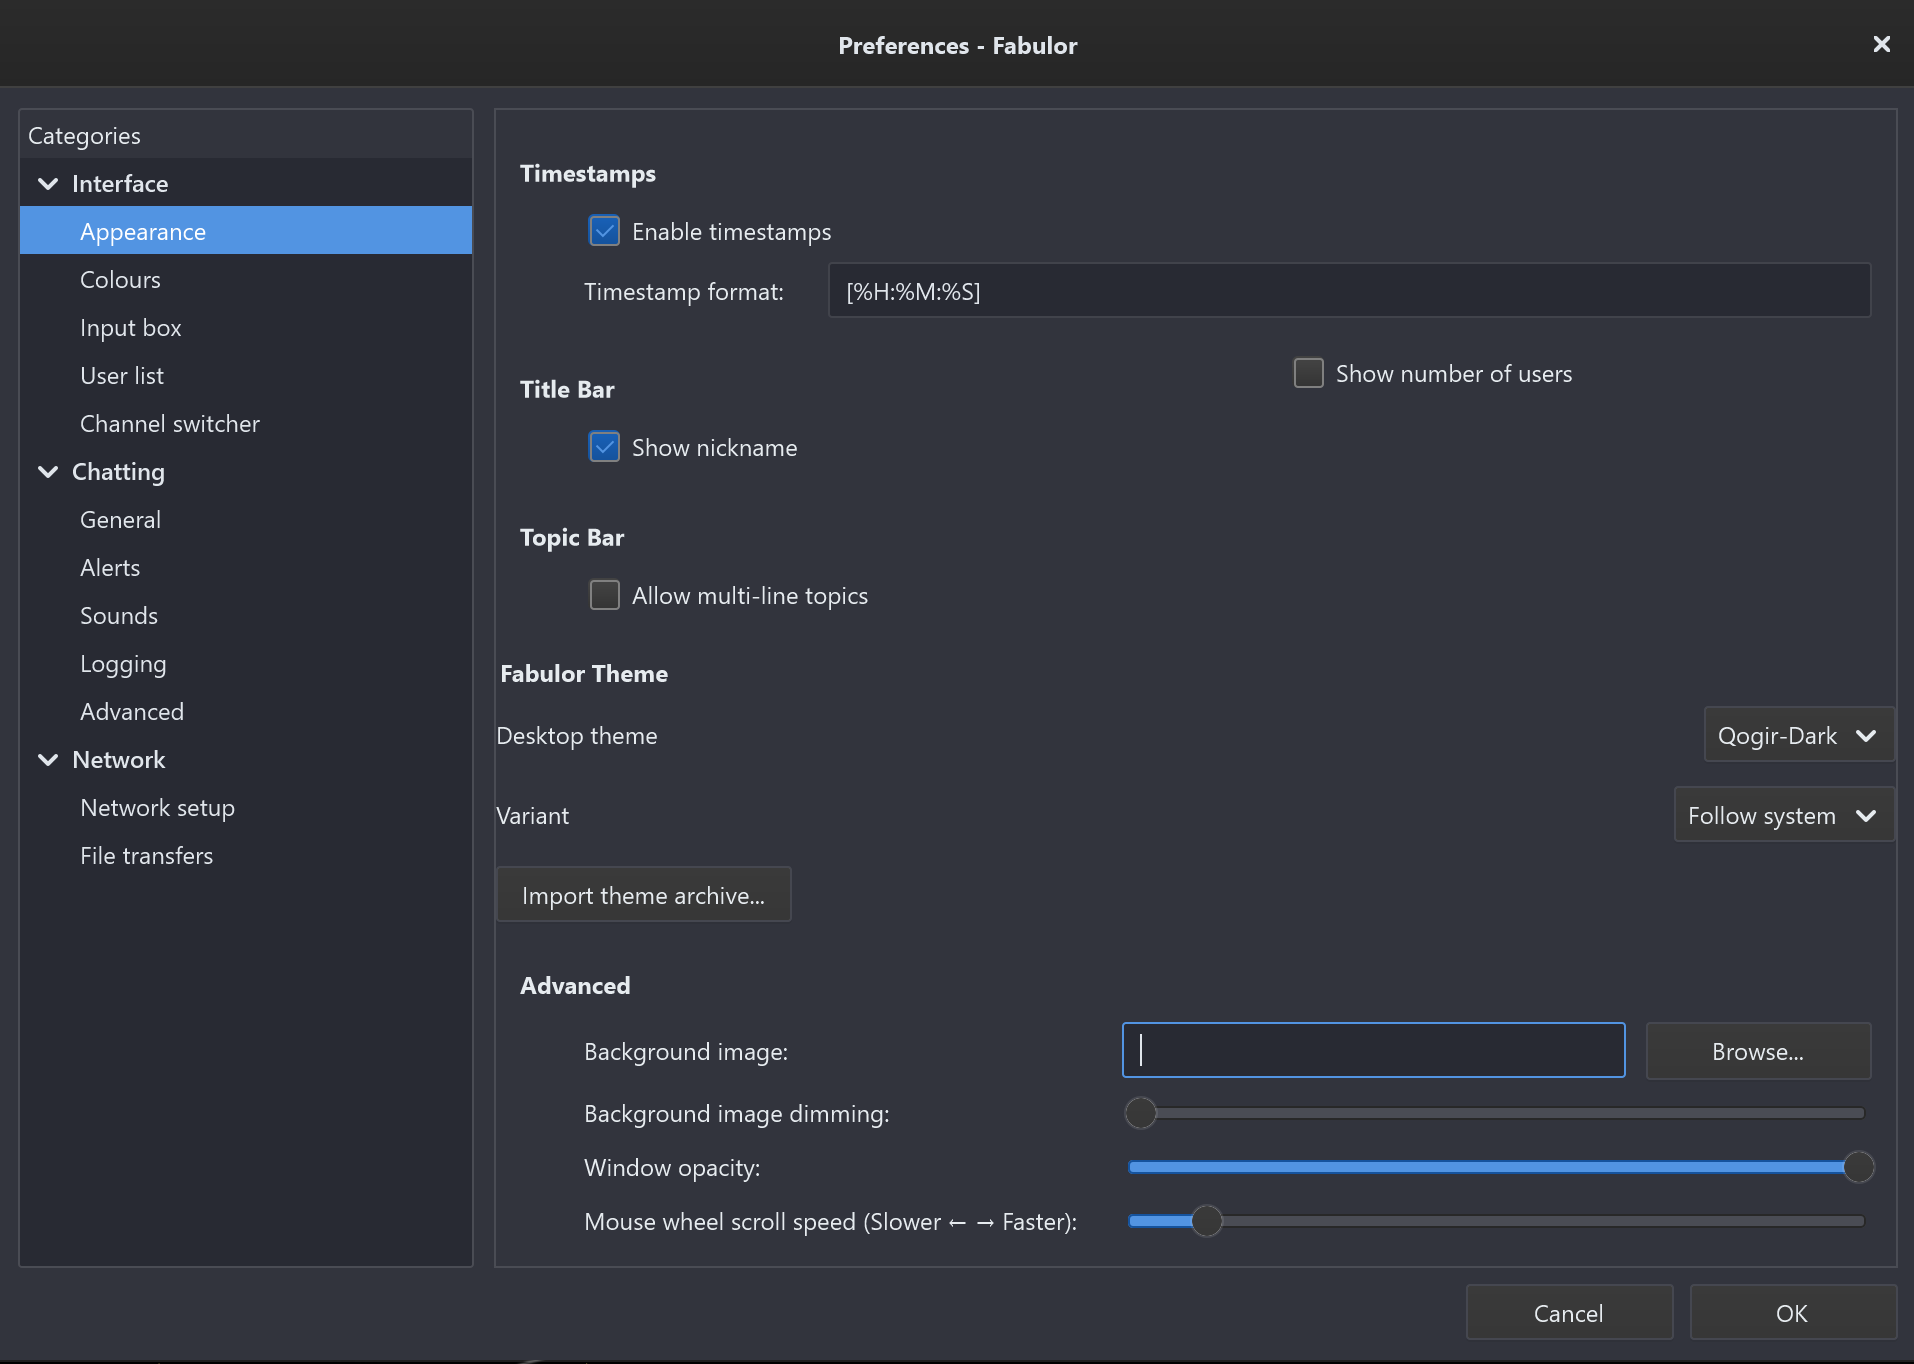 Preferences - Fabulor
Categories
Interface
Appearance
Colours
Input box
User list
Channel switcher
Chatting
General
Alerts
Sounds
Logging
Advanced
Network
Network setup
File transfers
Timestamps
Enable timestamps
Timestamp format: [%H:%M:%S]
Title Bar
Show number of users
Show nickname
Topic Bar
Allow multi-line topics
Fabulor Theme
Desktop theme Qogir-Dark
Variant Follow system
Import theme archive...
Advanced
Background image: Browse...
Background image dimming:
Window opacity:
Mouse wheel scroll speed (Slower ← → Faster):
Cancel OK